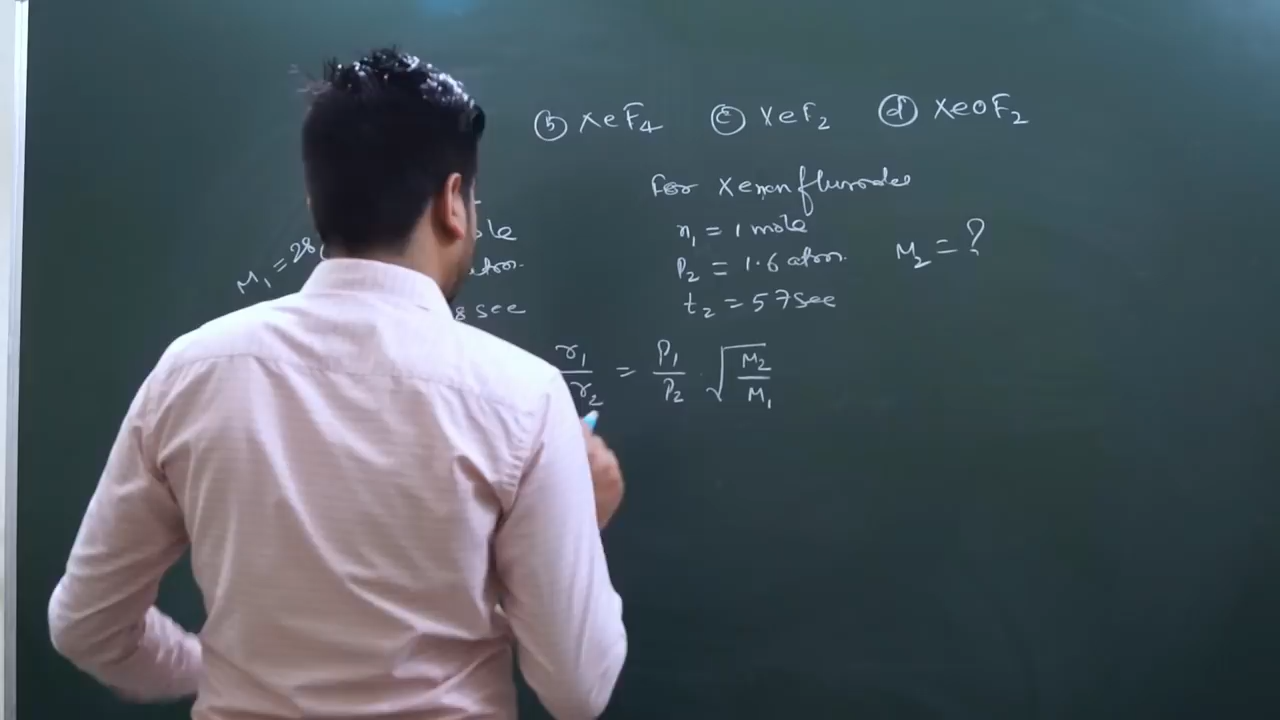 ⓑ XeF₄ ⓒ XeF₂ ⓓ XeOF₂
For Xenon fluoride
n₁ = 1 mole
P₂ = 1.6 atm.
t₂ = 57 sec
M₂ = ?
M₁ = 28
8 sec
r₁/r₂ = P₁/P₂ · √(M₂/M₁)